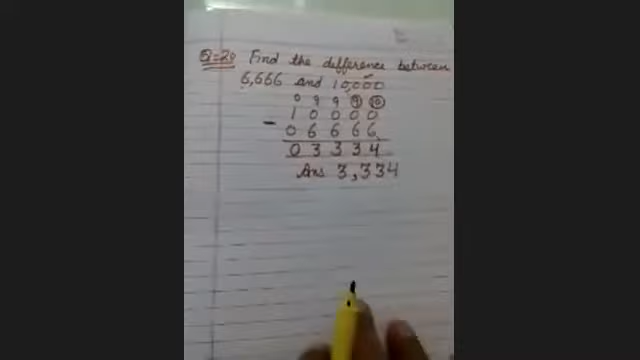 Q=20 Find the difference between
6,666 and 10,000
0 9 9 9 10
1 0 0 0 0
- 0 6 6 6 6
0 3 3 3 4
Ans 3,334